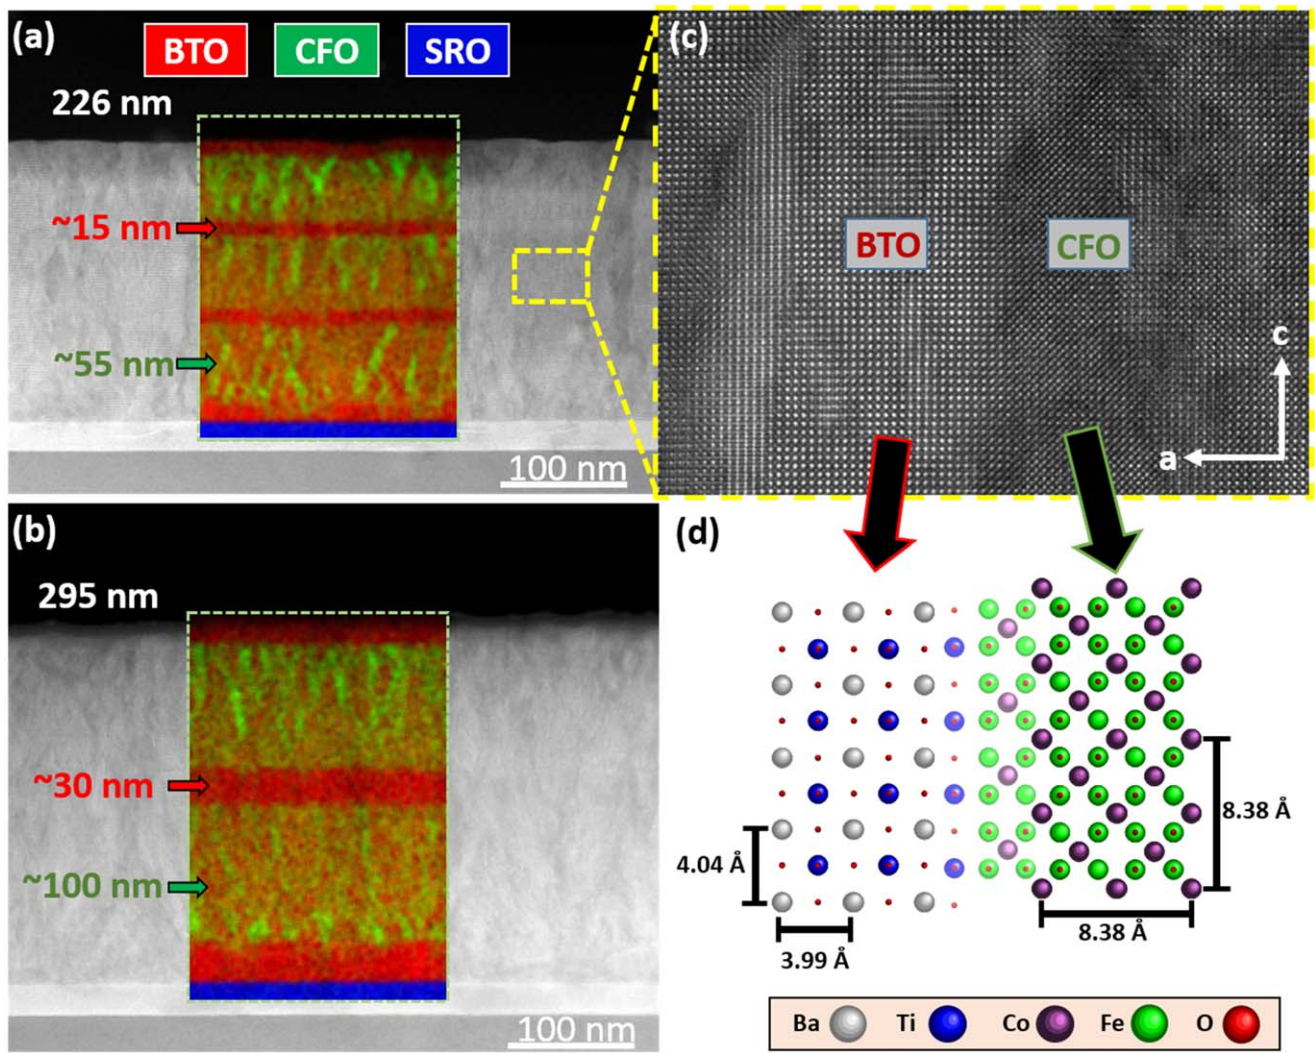 (a)
BTO CFO SRO
226 nm
~15 nm
~55 nm
100 nm
(b)
295 nm
~30 nm
~100 nm
100 nm
(c)
BTO
CFO
c
a
(d)
4.04 Å
3.99 Å
8.38 Å
8.38 Å
Ba Ti Co Fe O